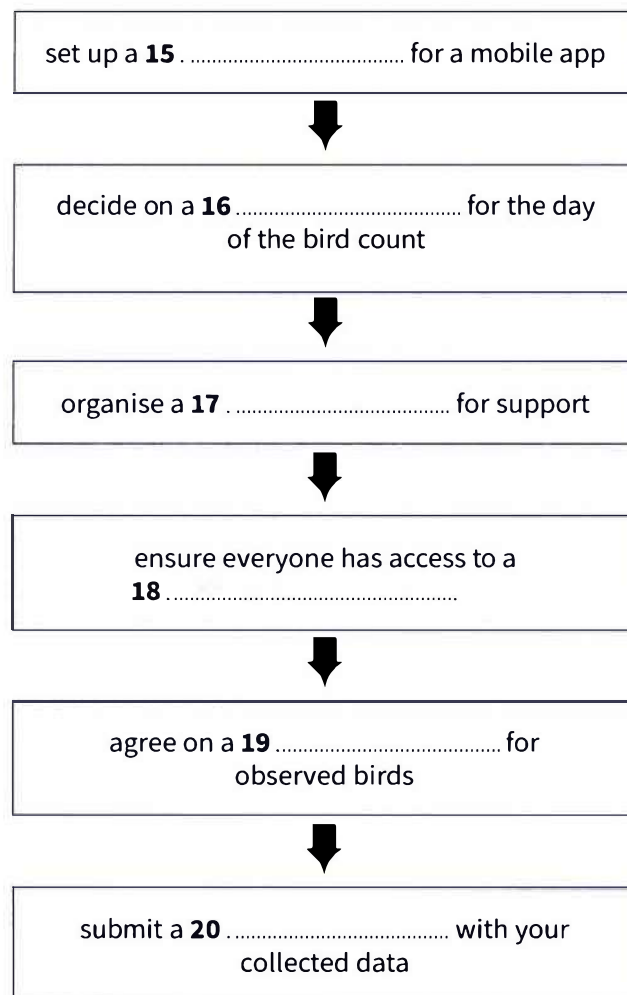 set up a 15 . .................................... for a mobile app
decide on a 16 ...................................... for the day
of the bird count
organise a 17 . .................................... for support
ensure everyone has access to a
18 .................................................
agree on a 19 ...................................... for
observed birds
submit a 20 . .................................... with your
collected data